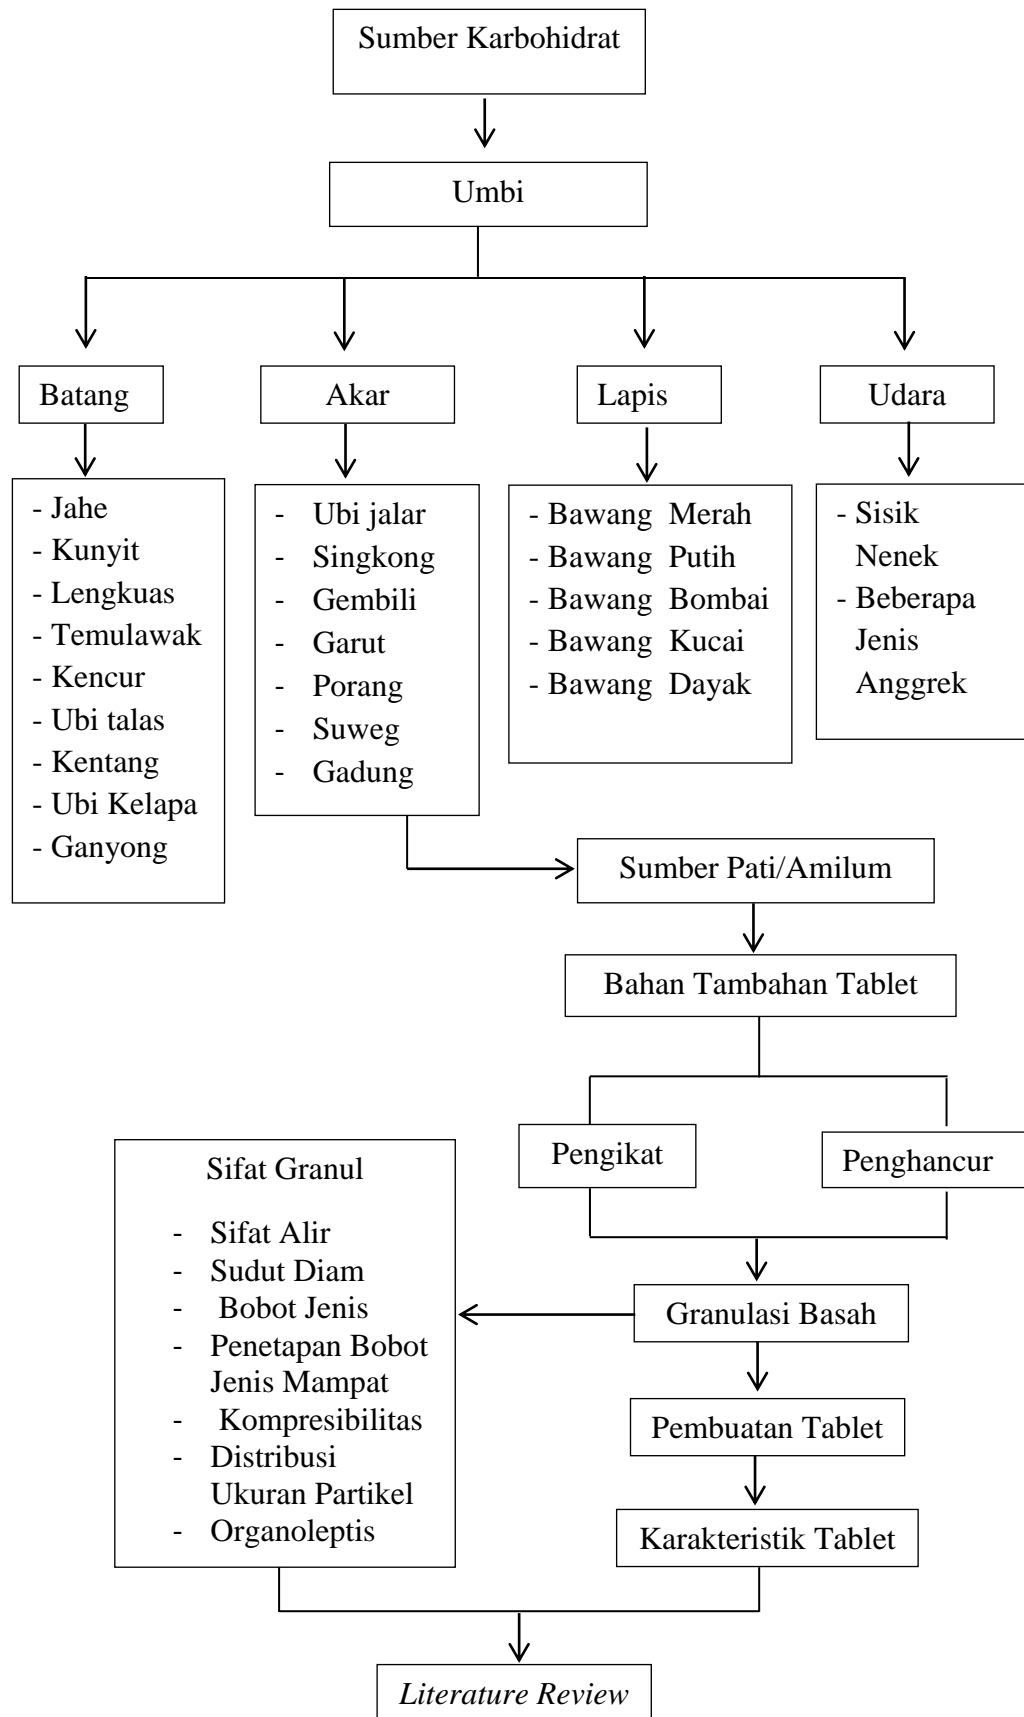 Sumber Karbohidrat
Umbi
Batang
Akar
Lapis
Udara
- Jahe
- Kunyit
- Lengkuas
- Temulawak
- Kencur
- Ubi talas
- Kentang
- Ubi Kelapa
- Ganyong
- Ubi jalar
- Singkong
- Gembili
- Garut
- Porang
- Suweg
- Gadung
- Bawang Merah
- Bawang Putih
- Bawang Bombai
- Bawang Kucai
- Bawang Dayak
- Sisik
Nenek
- Beberapa
Jenis
Anggrek
Sumber Pati/Amilum
Bahan Tambahan Tablet
Pengikat
Penghancur
Sifat Granul
- Sifat Alir
- Sudut Diam
- Bobot Jenis
- Penetapan Bobot
Jenis Mampat
- Kompresibilitas
- Distribusi
Ukuran Partikel
- Organoleptis
Granulasi Basah
Pembuatan Tablet
Karakteristik Tablet
Literature Review